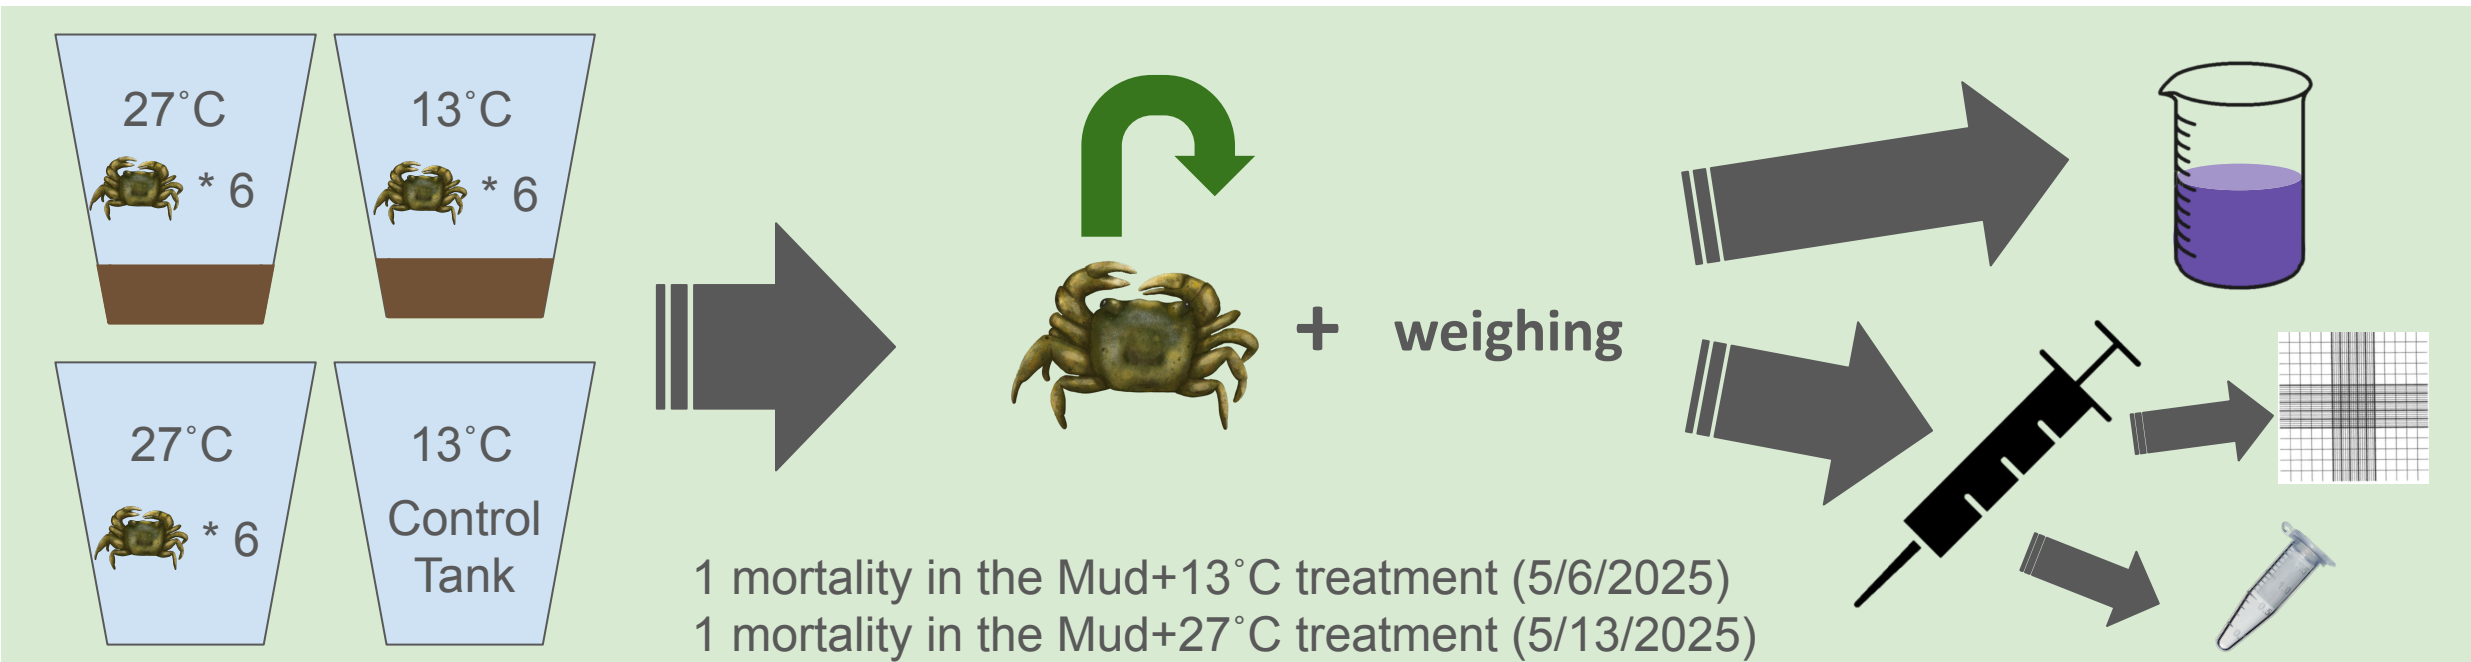 27˚C
* 6
13˚C
* 6
27˚C
* 6
13˚C
Control
Tank
+ weighing
1 mortality in the Mud+13˚C treatment (5/6/2025)
1 mortality in the Mud+27˚C treatment (5/13/2025)